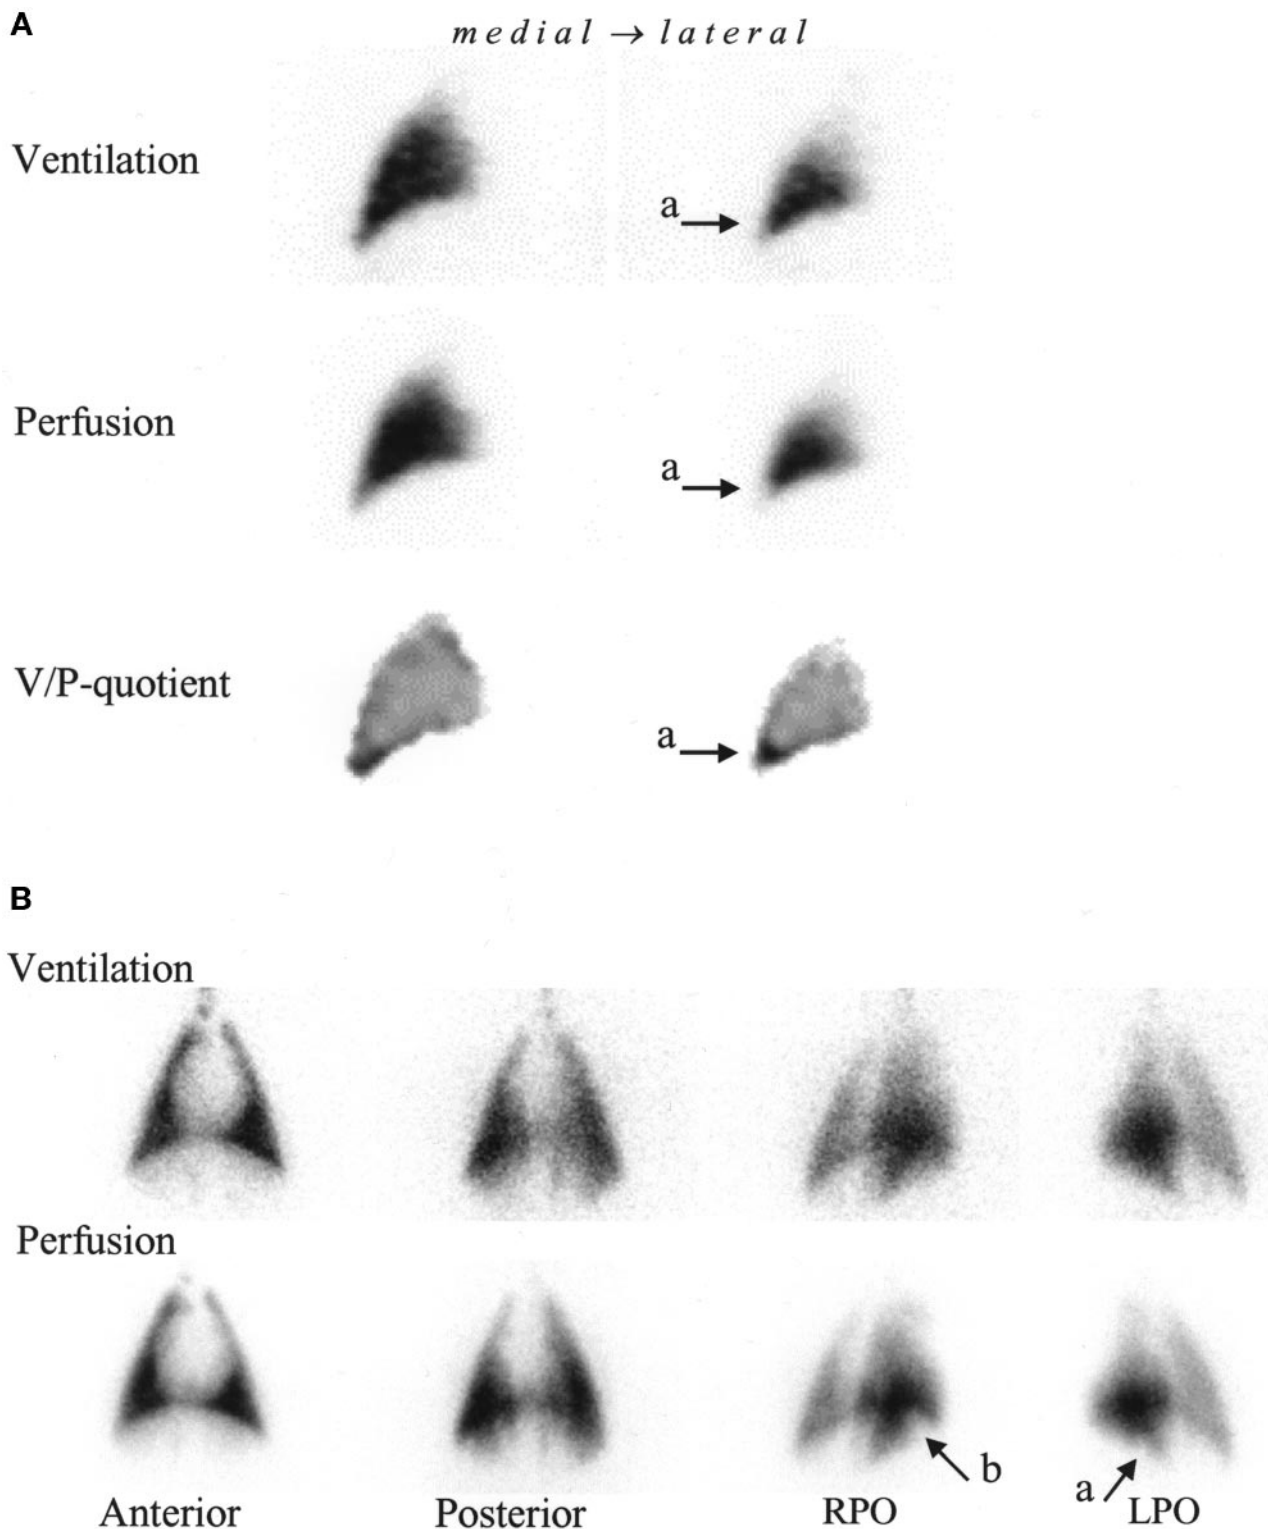 A
medial → lateral
Ventilation
a
Perfusion
a
V/P-quotient
a
B
Ventilation
Perfusion
b
a
Anterior Posterior RPO LPO